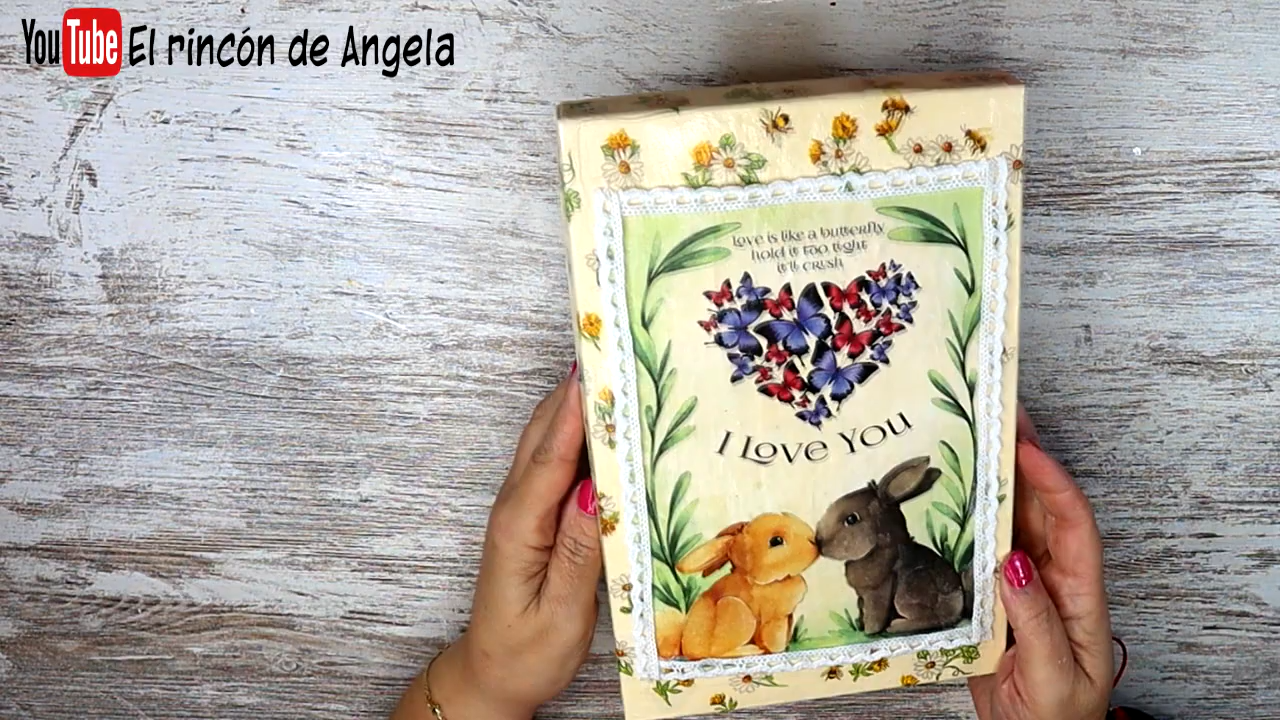 YouTube El rincón de Angela
Love is like a butterfly
hold it too tight
it'll crush
I Love You